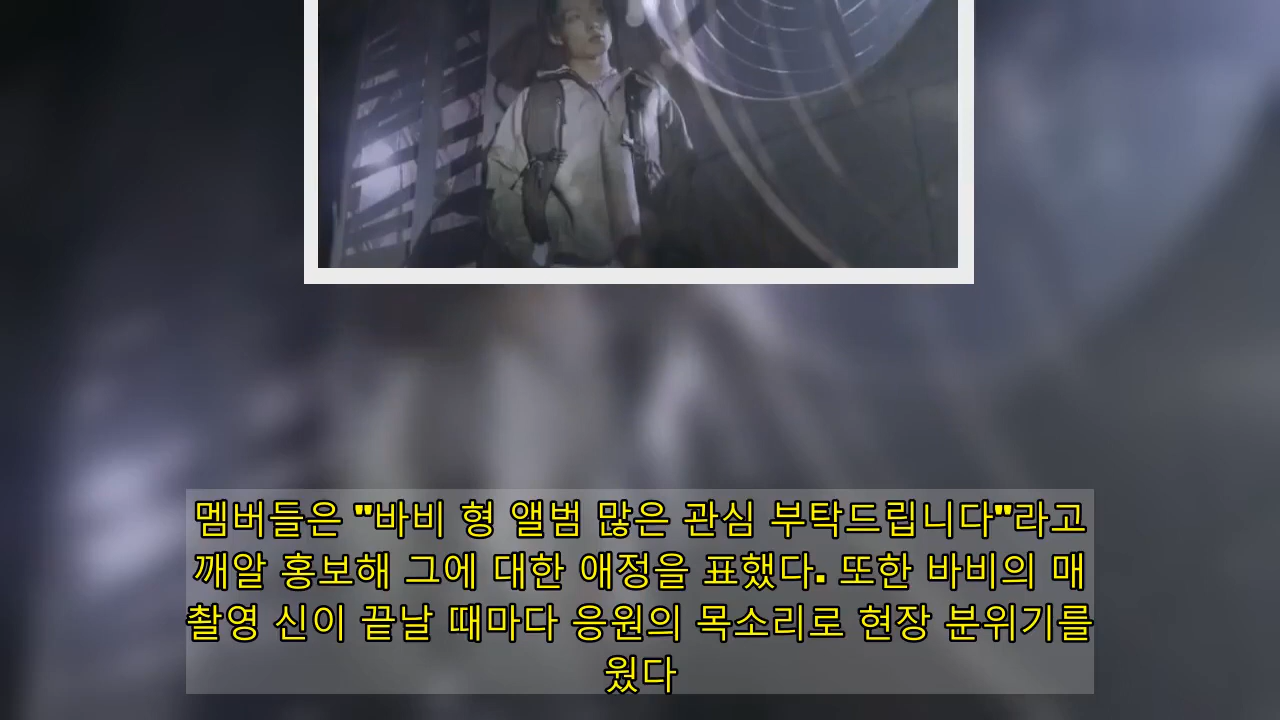 멤버들은 "바비 형 앨범 많은 관심 부탁드립니다"라고
깨알 홍보해 그에 대한 애정을 표했다. 또한 바비의 매
촬영 신이 끝날 때마다 응원의 목소리로 현장 분위기를
웠다